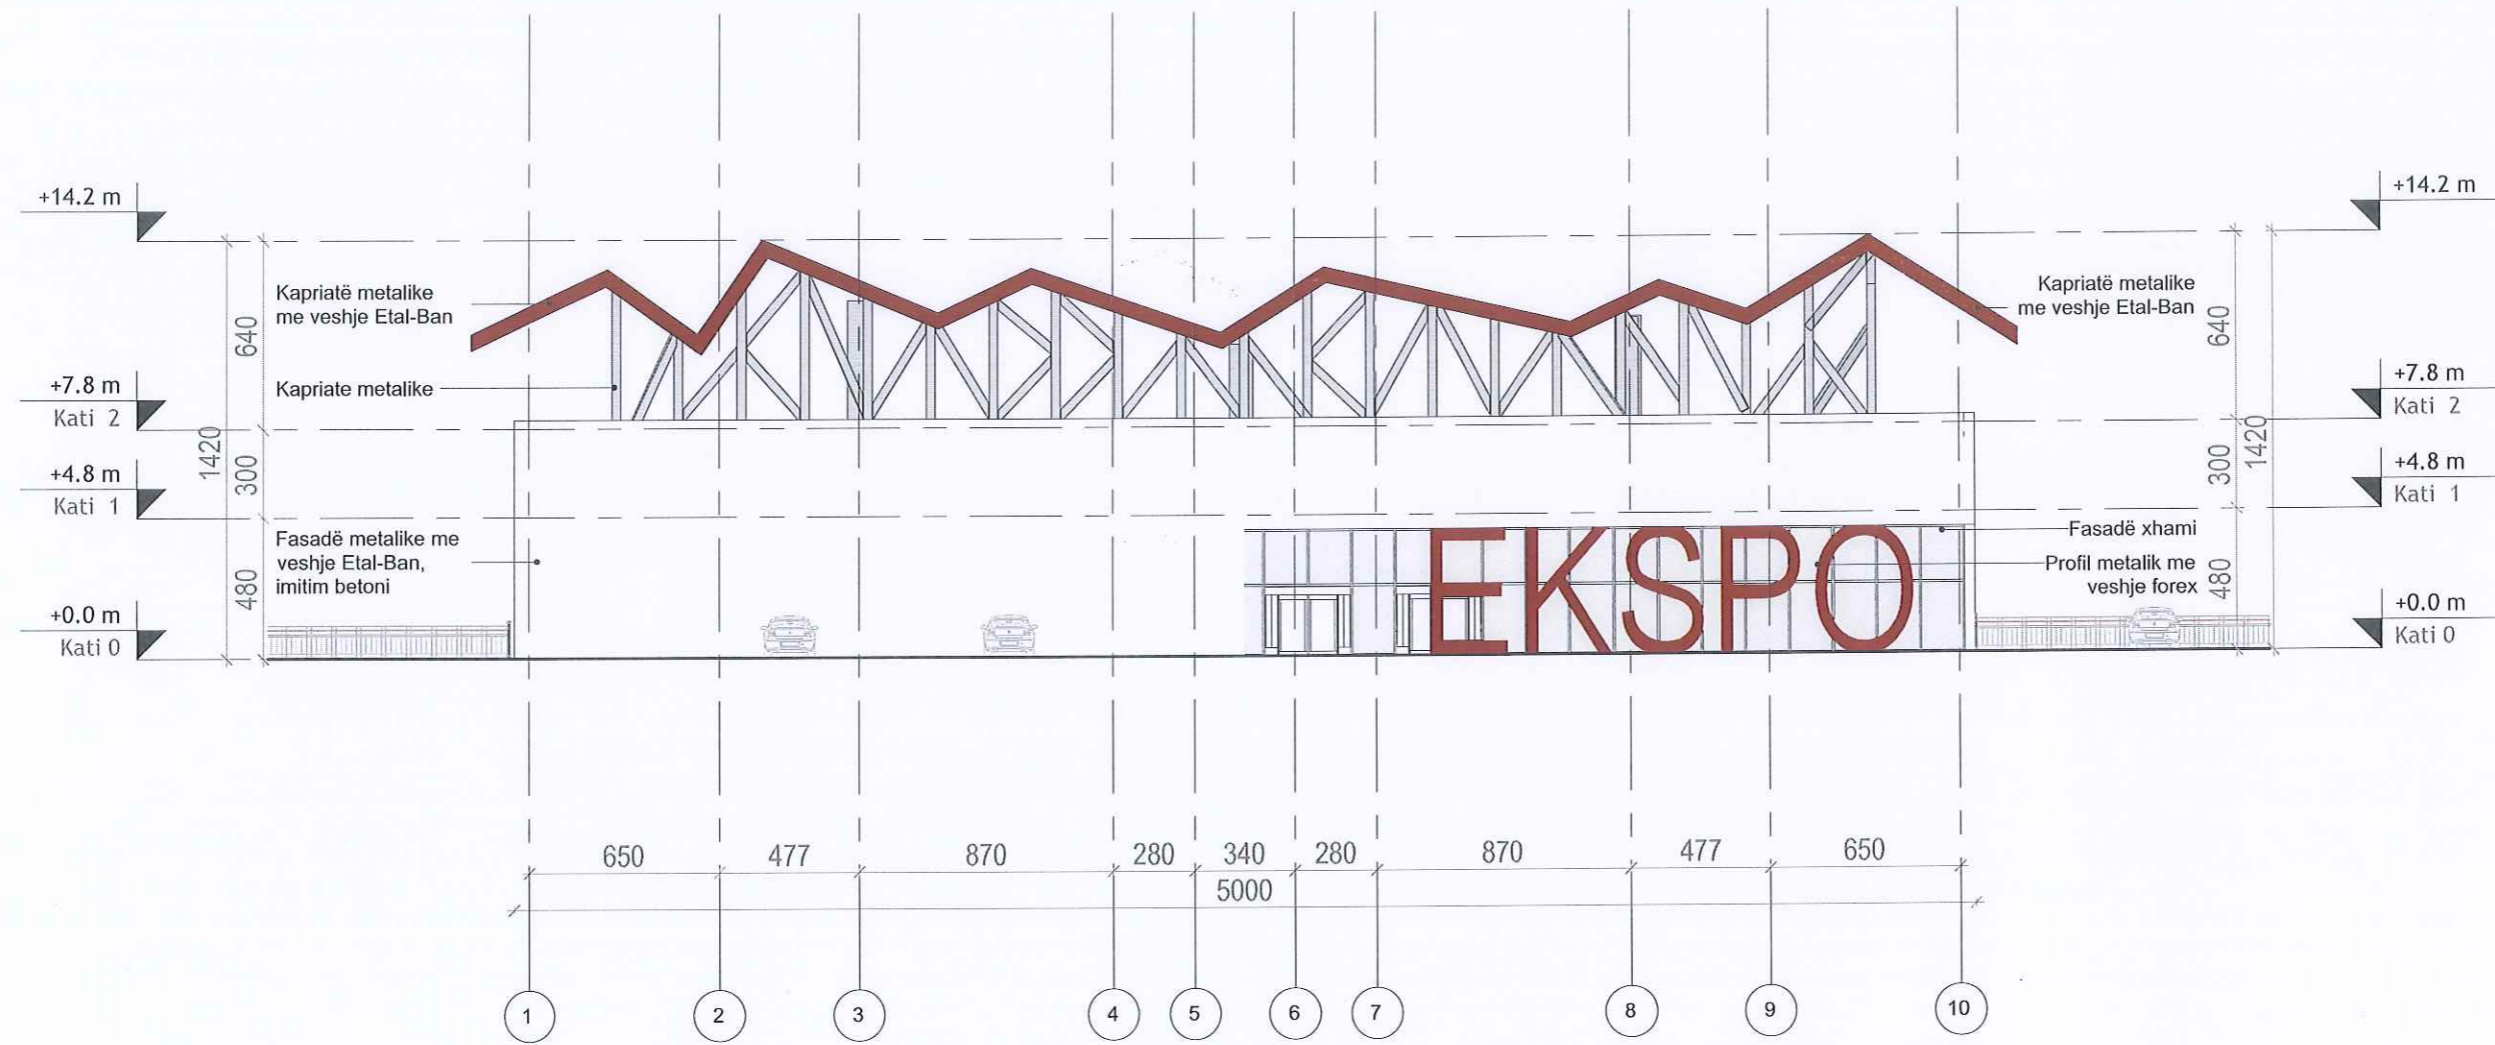 +14.2 m
+14.2 m
Kapriatë metalike
me veshje Etal-Ban
Kapriatë metalike
me veshje Etal-Ban
640
640
Kapriate metalike
+7.8 m
Kati 2
+7.8 m
Kati 2
1420
300
300
1420
+4.8 m
Kati 1
+4.8 m
Kati 1
Fasadë metalike me
veshje Etal-Ban,
imitim betoni
EKSPO
Fasadë xhami
Profil metalik me
veshje forex
480
480
+0.0 m
Kati 0
+0.0 m
Kati 0
650 477 870 280 340 280 870 477 650
5000
1 2 3 4 5 6 7 8 9 10